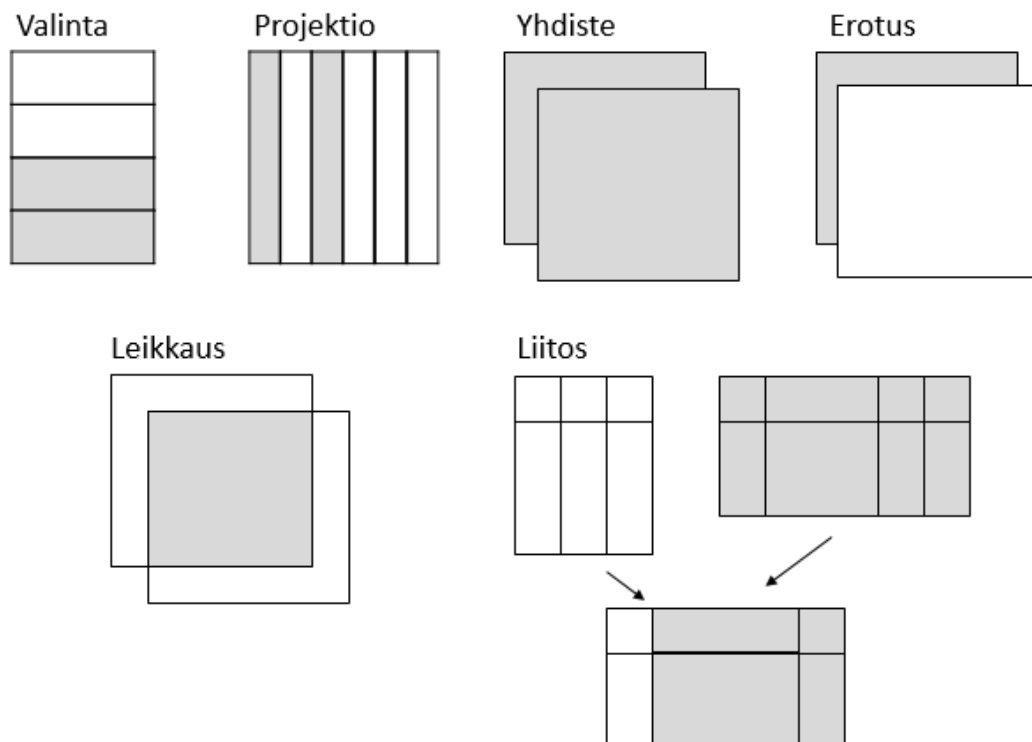 Valinta
Projektio
Yhdiste
Erotus
Leikkaus
Liitos